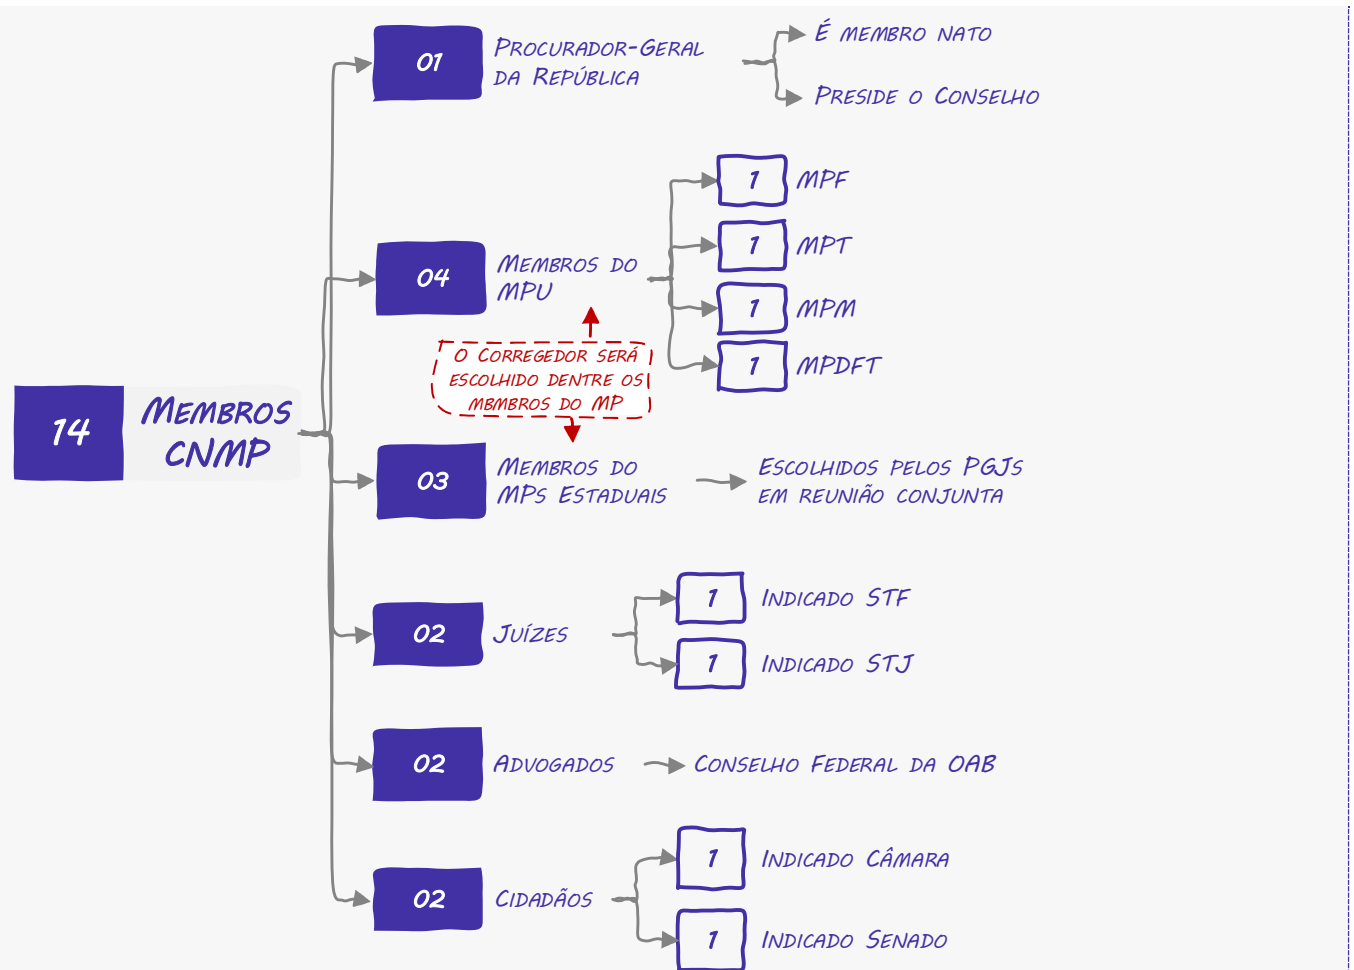 01
Procurador-Geral
da República
É membro nato
Preside o Conselho
04
Membros do
MPU
1
MPF
1
MPT
1
MPM
1
MPDFT
O Corregedor será
escolhido dentre os
mbmbros do MP
14
Membros
CNMP
03
Membros do
MPs Estaduais
Escolhidos pelos PGJs
em reunião conjunta
02
Juízes
1
Indicado STF
1
Indicado STJ
02
Advogados
Conselho Federal da OAB
02
Cidadãos
1
Indicado Câmara
1
Indicado Senado